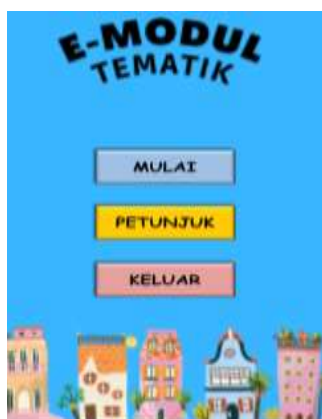 E-MODUL
TEMATIK
MULAI
PETUNJUK
KELUAR